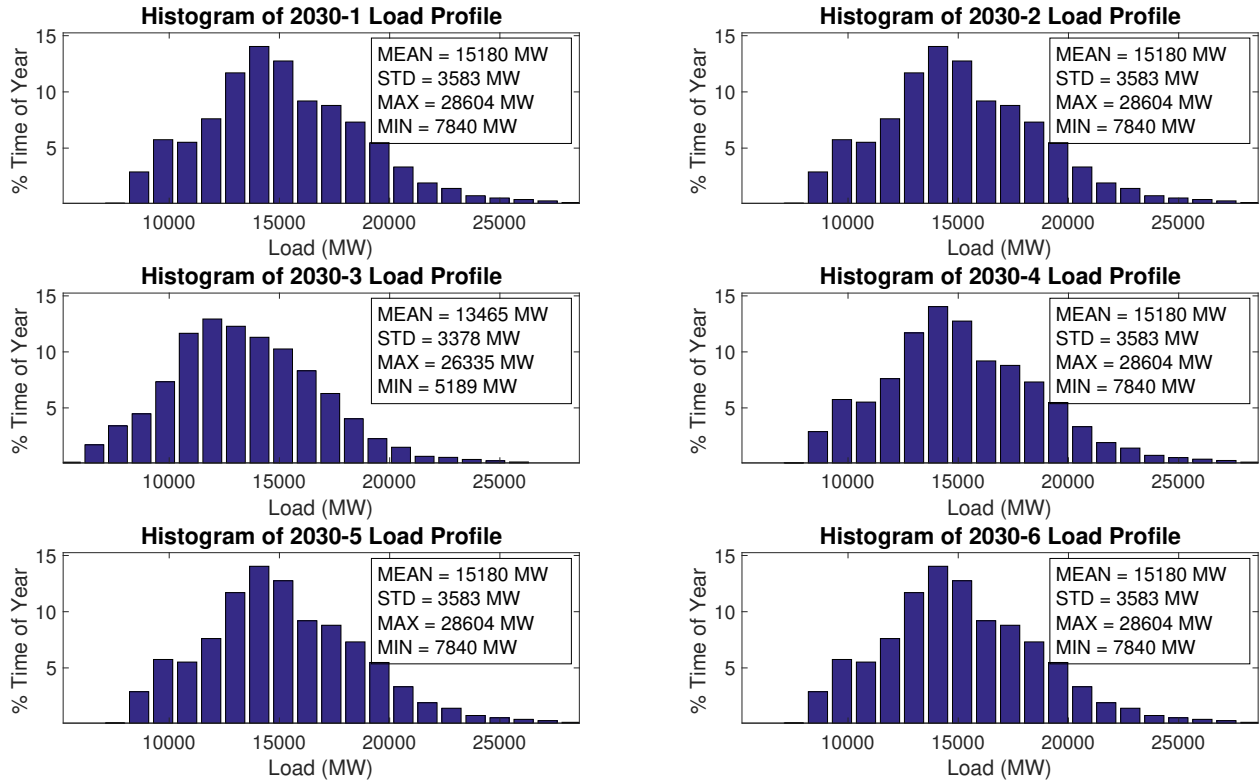 Histogram of 2030-1 Load Profile
15
10
5
% Time of Year
MEAN = 15180 MW
STD = 3583 MW
MAX = 28604 MW
MIN = 7840 MW
10000 15000 20000 25000
Load (MW)
Histogram of 2030-2 Load Profile
15
10
5
% Time of Year
MEAN = 15180 MW
STD = 3583 MW
MAX = 28604 MW
MIN = 7840 MW
10000 15000 20000 25000
Load (MW)
Histogram of 2030-3 Load Profile
15
10
5
% Time of Year
MEAN = 13465 MW
STD = 3378 MW
MAX = 26335 MW
MIN = 5189 MW
10000 15000 20000 25000
Load (MW)
Histogram of 2030-4 Load Profile
15
10
5
% Time of Year
MEAN = 15180 MW
STD = 3583 MW
MAX = 28604 MW
MIN = 7840 MW
10000 15000 20000 25000
Load (MW)
Histogram of 2030-5 Load Profile
15
10
5
% Time of Year
MEAN = 15180 MW
STD = 3583 MW
MAX = 28604 MW
MIN = 7840 MW
10000 15000 20000 25000
Load (MW)
Histogram of 2030-6 Load Profile
15
10
5
% Time of Year
MEAN = 15180 MW
STD = 3583 MW
MAX = 28604 MW
MIN = 7840 MW
10000 15000 20000 25000
Load (MW)